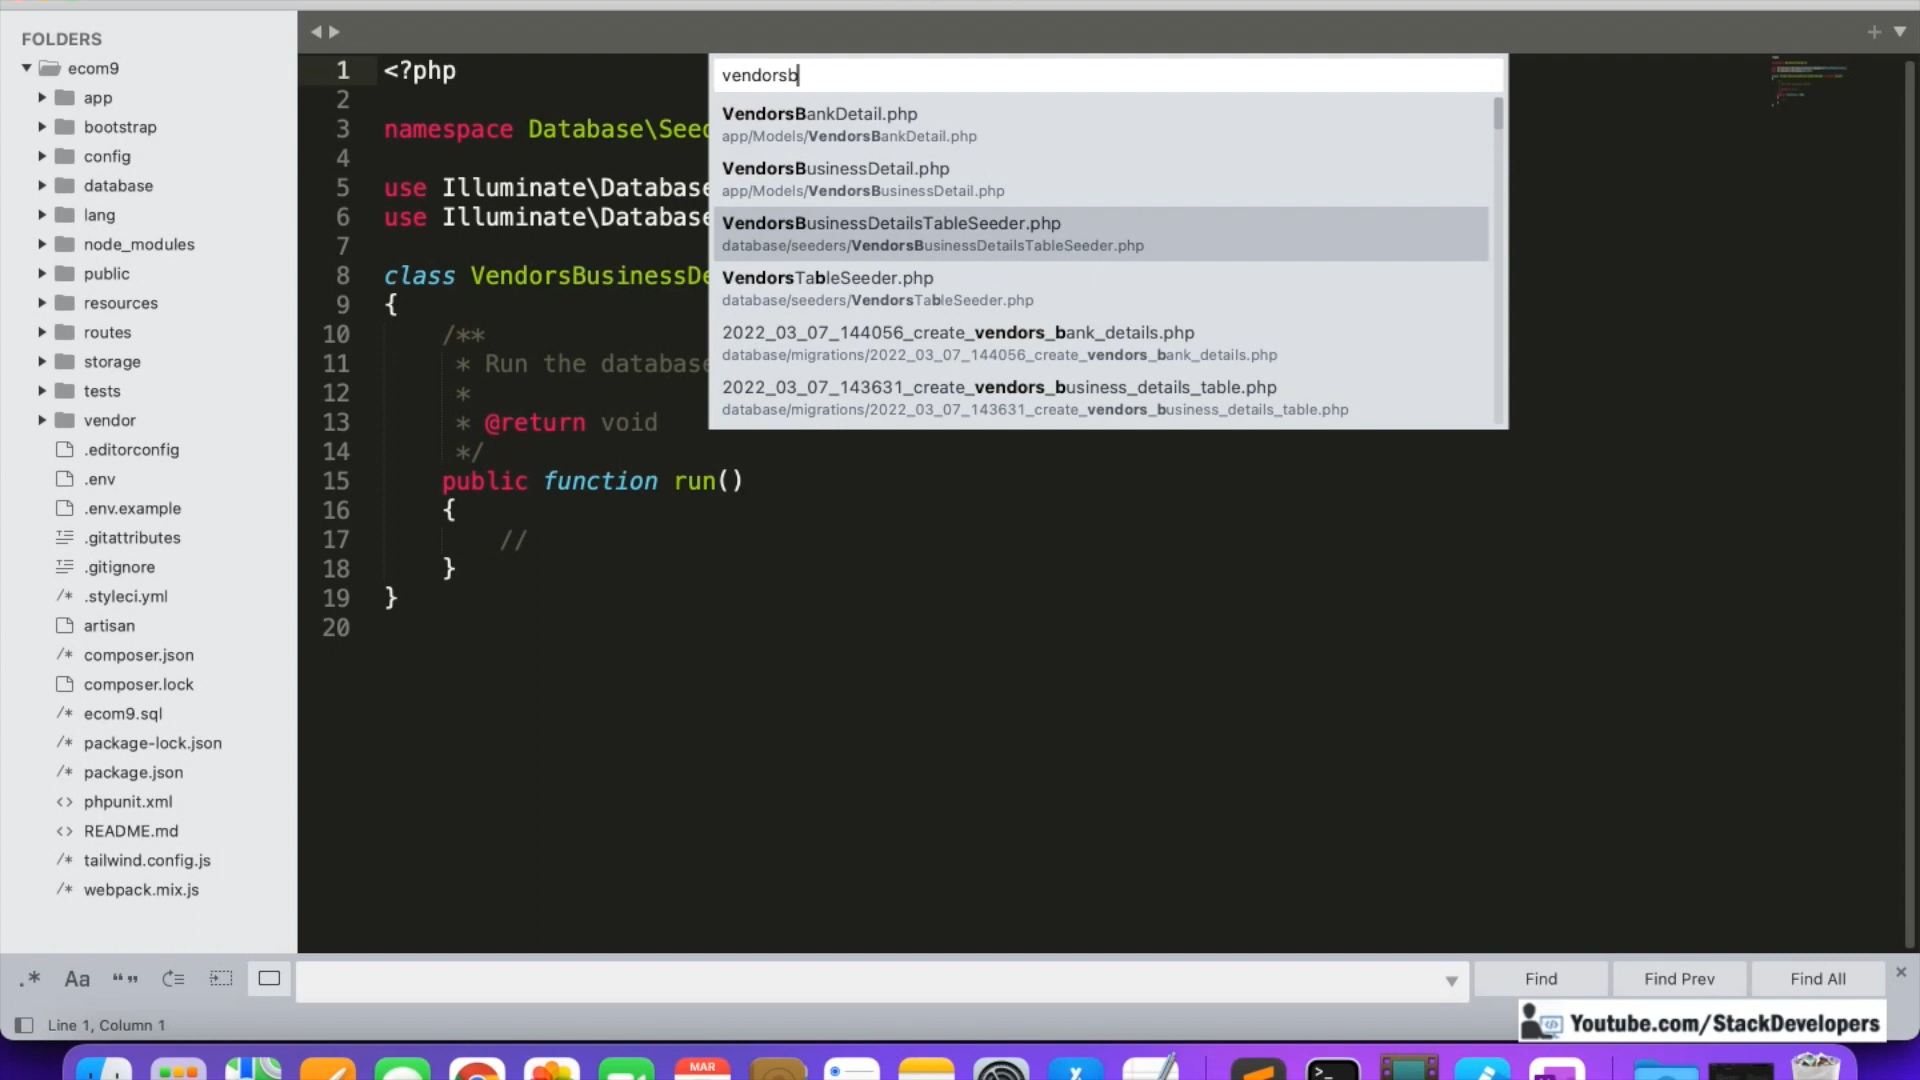 FOLDERS
ecom9
app
bootstrap
config
database
lang
node_modules
public
resources
routes
storage
tests
vendor
.editorconfig
.env
.env.example
.gitattributes
.gitignore
/* .styleci.yml
artisan
/* composer.json
composer.lock
/* ecom9.sql
/* package-lock.json
/* package.json
<> phpunit.xml
<> README.md
/* tailwind.config.js
/* webpack.mix.js
1 <?php
2
3 namespace Database\Seed
4
5 use Illuminate\Database
6 use Illuminate\Database
7
8 class VendorsBusinessDe
9 {
10 /**
11 * Run the database
12 *
13 * @return void
14 */
15 public function run()
16 {
17 //
18 }
19 }
20
vendorsb
VendorsBankDetail.php
app/Models/VendorsBankDetail.php
VendorsBusinessDetail.php
app/Models/VendorsBusinessDetail.php
VendorsBusinessDetailsTableSeeder.php
database/seeders/VendorsBusinessDetailsTableSeeder.php
VendorsTableSeeder.php
database/seeders/VendorsTableSeeder.php
2022_03_07_144056_create_vendors_bank_details.php
database/migrations/2022_03_07_144056_create_vendors_bank_details.php
2022_03_07_143631_create_vendors_business_details_table.php
database/migrations/2022_03_07_143631_create_vendors_business_details_table.php
.* Aa “”
Find
Find Prev
Find All
Line 1, Column 1
Youtube.com/StackDevelopers
MAR